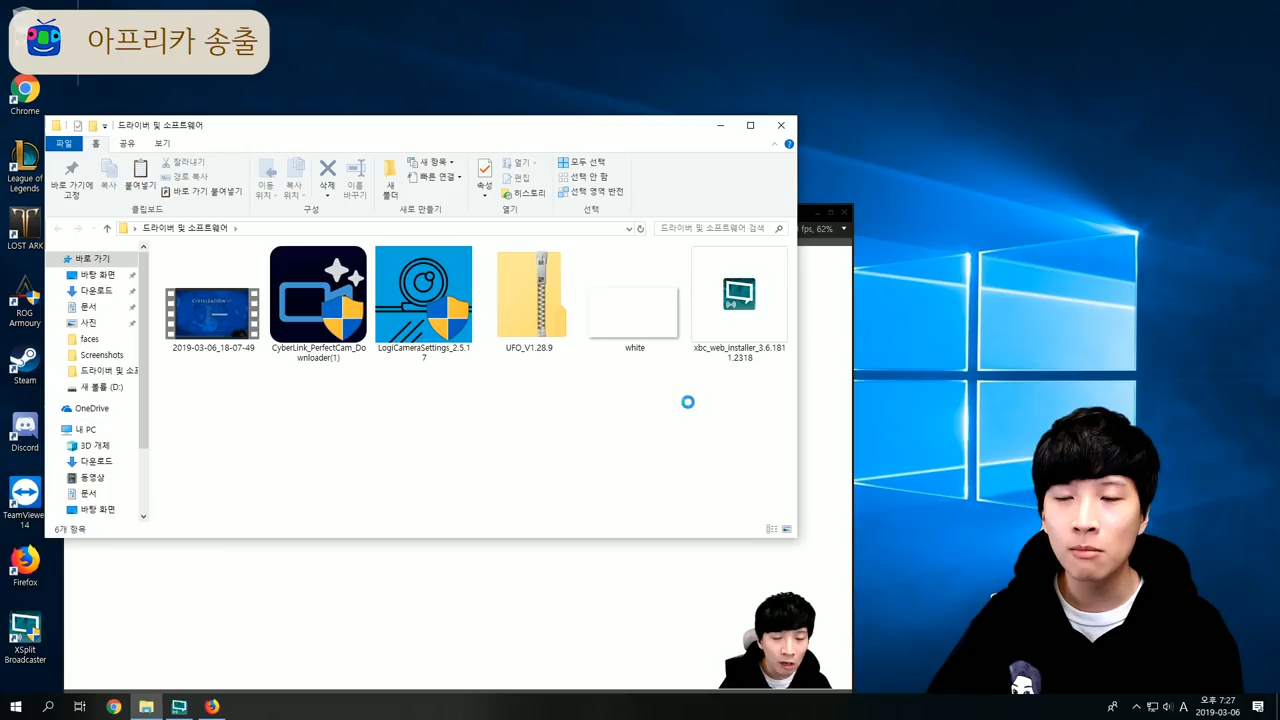 아프리카 송출
Chrome
League of
Legends
LOST ARK
ROG
Armoury
Steam
Discord
TeamViewe
14
Firefox
XSplit
Broadcaster
드라이버 및 소프트웨어
파일
홈
공유
보기
바로 가기에
고정
복사
붙여넣기
잘라내기
경로 복사
바로 가기 붙여넣기
클립보드
이동
위치
복사
위치
삭제
이름
바꾸기
구성
새
폴더
새 항목
빠른 연결
새로 만들기
속성
열기
편집
히스토리
열기
모두 선택
선택 안 함
선택 영역 반전
선택
드라이버 및 소프트웨어
드라이버 및 소프트웨어 검색
fps, 62%
바로 가기
바탕 화면
다운로드
문서
사진
faces
Screenshots
드라이버 및 소프
새 볼륨 (D:)
OneDrive
내 PC
3D 개체
다운로드
동영상
문서
바탕 화면
2019-03-06_18-07-49
CyberLink_PerfectCam_Do
wnloader(1)
LogiCameraSettings_2.5.1
7
UFO_V1.28.9
white
xbc_web_installer_3.6.181
1.2318
6개 항목
A
오후 7:27
2019-03-06